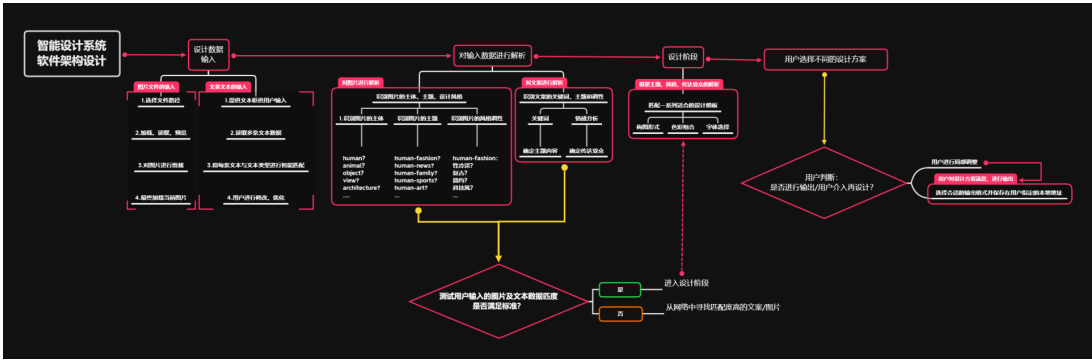 智能设计系统
软件架构设计
设计数据
输入
图片文件的输入
1.选择文件路径
2.加载、读取、预览
3.对图片进行剪裁
4.最终加载当前图片
文案文本的输入
1.提供文本框供用户输入
2.读取多条文本数据
3.将每条文本与文本类型进行智能匹配
4.用户进行修改、优化
对输入数据进行解析
对图片进行解析
识别图片的主体、主题、设计风格
1.识别图片的主体
human?
animal?
object?
view?
architecture?
....
识别图片的主题
human-fashion?
human-news?
human-family?
human-sports?
human-art?
...
识别图片的风格调性
human-fashion:
性冷淡?
复古?
简约?
科技风?
...
对文案进行解析
识别文案的关键词、主题和调性
关键词
确定主题内容
情感分析
确定传达受众
测试用户输入的图片及文本数据匹度
是否满足标准?
是
进入设计阶段
否
从网络中寻找匹配度高的文案/图片
设计阶段
根据主题、风格、传达受众的解析
匹配一系列适合的设计模板
构图形式
色彩组合
字体选择
用户选择不同的设计方案
用户判断:
是否进行输出/用户介入再设计?
用户进行局部调整
用户对设计方案满意，进行输出
选择合适的输出格式并保存在用户指定的本地地址